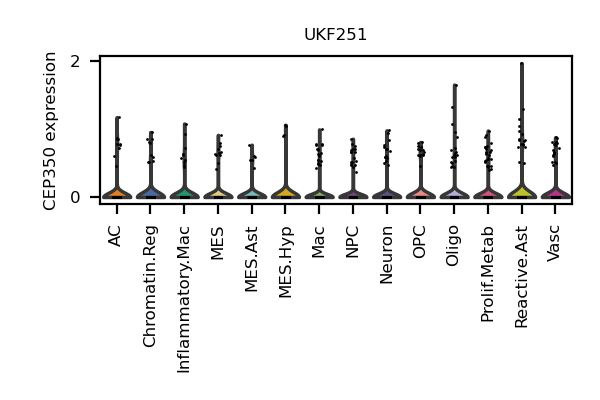 UKF251
CEP350 expression
2
0
AC
Chromatin.Reg
Inflammatory.Mac
MES
MES.Ast
MES.Hyp
Mac
NPC
Neuron
OPC
Oligo
Prolif.Metab
Reactive.Ast
Vasc